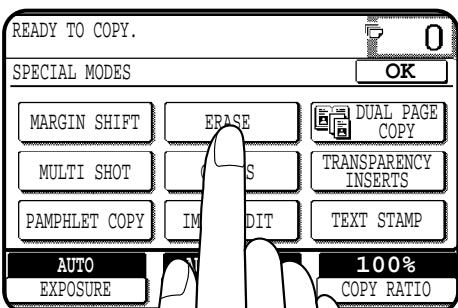 READY TO COPY.
0
SPECIAL MODES
OK
MARGIN SHIFT
ERASE
DUAL PAGE
COPY
MULTI SHOT
TRANSPARENCY
INSERTS
PAMPHLET COPY
TEXT STAMP
AUTO
100%
EXPOSURE
COPY RATIO